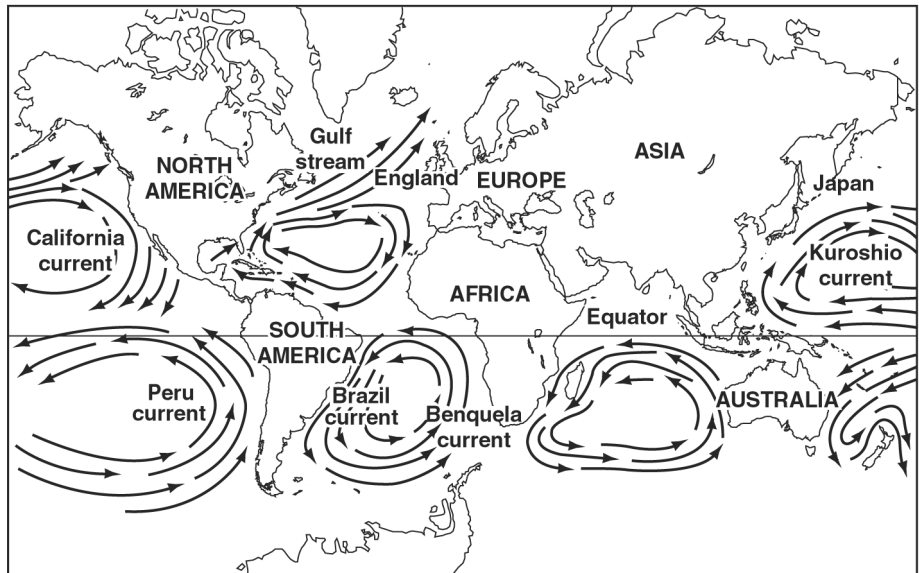 Gulf
stream
NORTH
AMERICA
England
EUROPE
ASIA
Japan
California
current
Kuroshio
current
AFRICA
Equator
SOUTH
AMERICA
Peru
current
Brazil
current
Benquela
current
AUSTRALIA